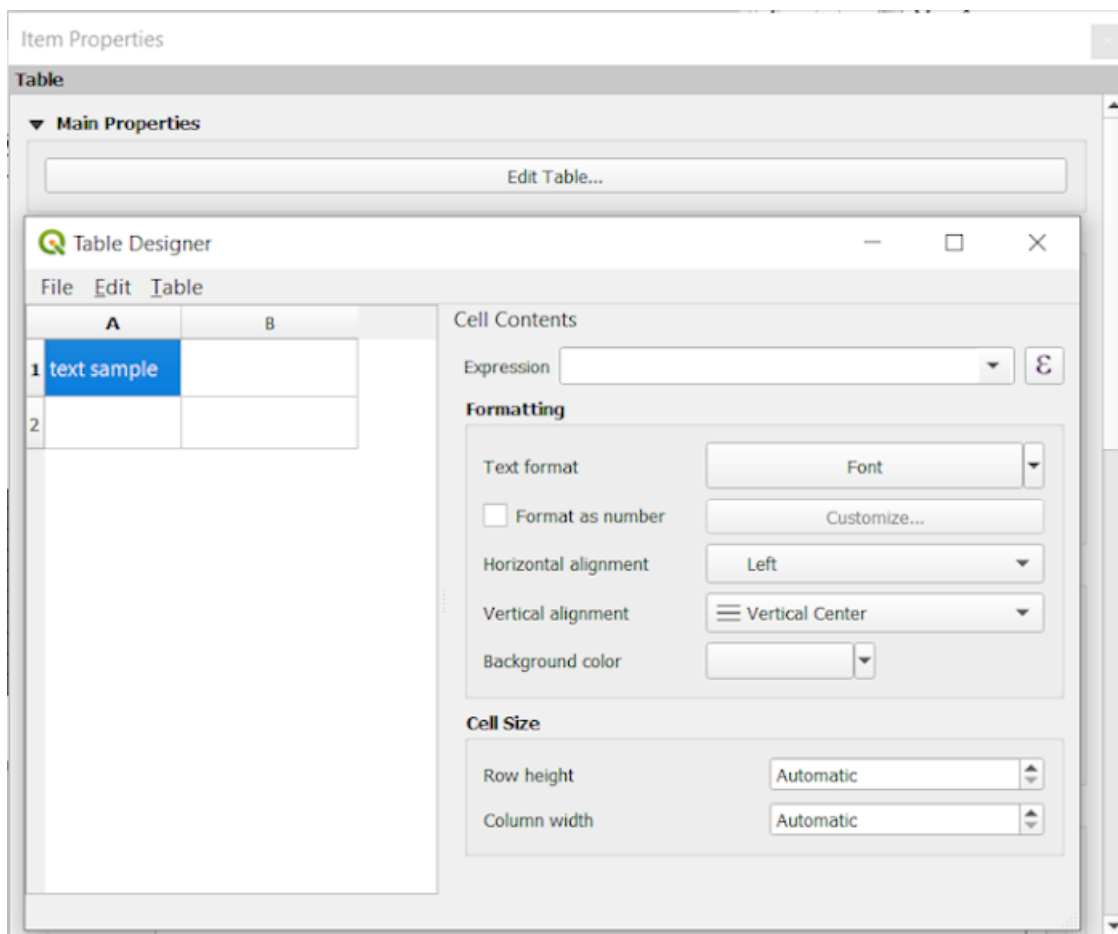 Item Properties
Table
Main Properties
Edit Table...
Table Designer
File Edit Table
A B
1 text sample
2
Cell Contents
Expression ε
Formatting
Text format Font
Format as number Customize...
Horizontal alignment Left
Vertical alignment Vertical Center
Background color
Cell Size
Row height Automatic
Column width Automatic